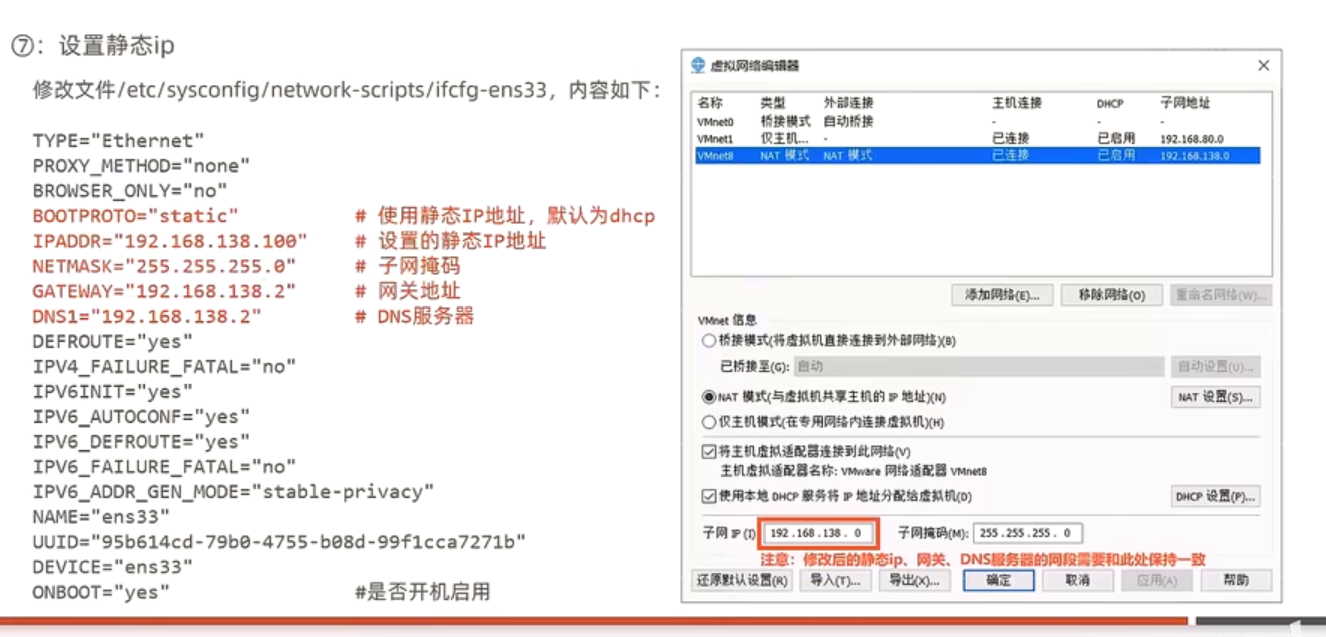 ⑦：设置静态ip
修改文件/etc/sysconfig/network-scripts/ifcfg-ens33，内容如下：
TYPE="Ethernet"
PROXY_METHOD="none"
BROWSER_ONLY="no"
BOOTPROTO="static" # 使用静态IP地址，默认为dhcp
IPADDR="192.168.138.100" # 设置的静态IP地址
NETMASK="255.255.255.0" # 子网掩码
GATEWAY="192.168.138.2" # 网关地址
DNS1="192.168.138.2" # DNS服务器
DEFROUTE="yes"
IPV4_FAILURE_FATAL="no"
IPV6INIT="yes"
IPV6_AUTOCONF="yes"
IPV6_DEFROUTE="yes"
IPV6_FAILURE_FATAL="no"
IPV6_ADDR_GEN_MODE="stable-privacy"
NAME="ens33"
UUID="95b614cd-79b0-4755-b08d-99f1cca7271b"
DEVICE="ens33"
ONBOOT="yes" #是否开机启用
虚拟网络编辑器
名称 类型 外部连接 主机连接 DHCP 子网地址
VMnet0 桥接模式 自动桥接 - - -
VMnet1 仅主机... - 已连接 已启用 192.168.80.0
VMnet8 NAT 模式 NAT 模式 已连接 已启用 192.168.138.0
添加网络(E)... 移除网络(O) 重命名网络(W)...
VMnet 信息
桥接模式(将虚拟机直接连接到外部网络)(B)
已桥接至(G): 自动 自动设置(U)...
NAT 模式(与虚拟机共享主机的 IP 地址)(N) NAT 设置(S)...
仅主机模式(在专用网络内连接虚拟机)(H)
将主机虚拟适配器连接到此网络(V)
主机虚拟适配器名称: VMware 网络适配器 VMnet8
使用本地 DHCP 服务将 IP 地址分配给虚拟机(D) DHCP 设置(P)...
子网 IP (I) 192.168.138. 0 子网掩码(M): 255.255.255. 0
注意：修改后的静态ip、网关、DNS服务器的网段需要和此处保持一致
还原默认设置(R) 导入(T)... 导出(X)... 确定 取消 应用(A) 帮助